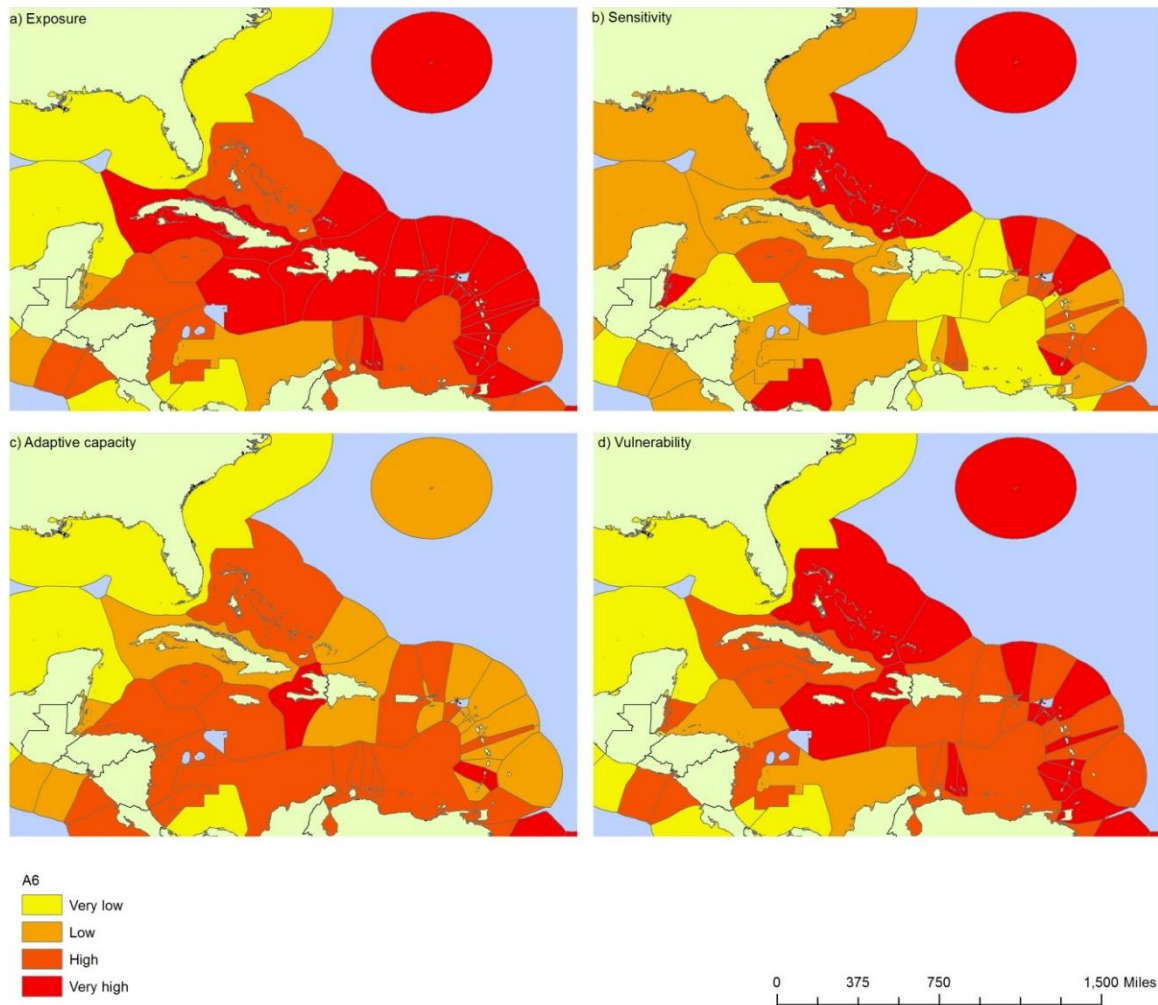 a) Exposure
b) Sensitivity
c) Adaptive capacity
d) Vulnerability
A6
Very low
Low
High
Very high
0 375 750 1,500 Miles